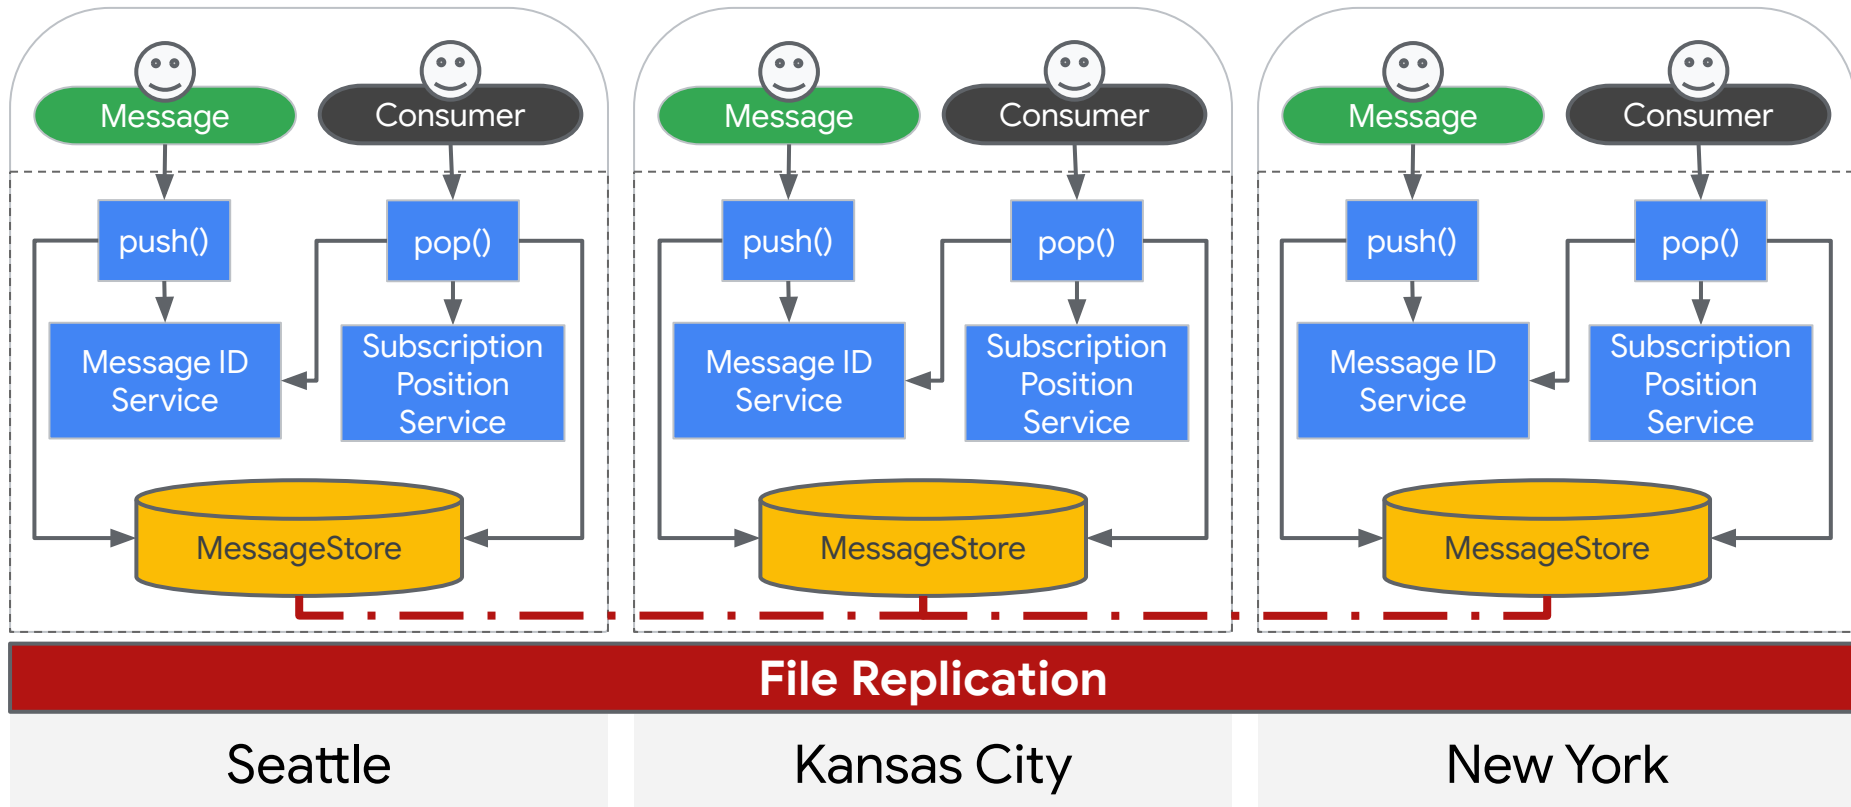 Message
Consumer
push()
pop()
Message ID
Service
Subscription
Position
Service
MessageStore
Message
Consumer
push()
pop()
Message ID
Service
Subscription
Position
Service
MessageStore
Message
Consumer
push()
pop()
Message ID
Service
Subscription
Position
Service
MessageStore
File Replication
Seattle
Kansas City
New York